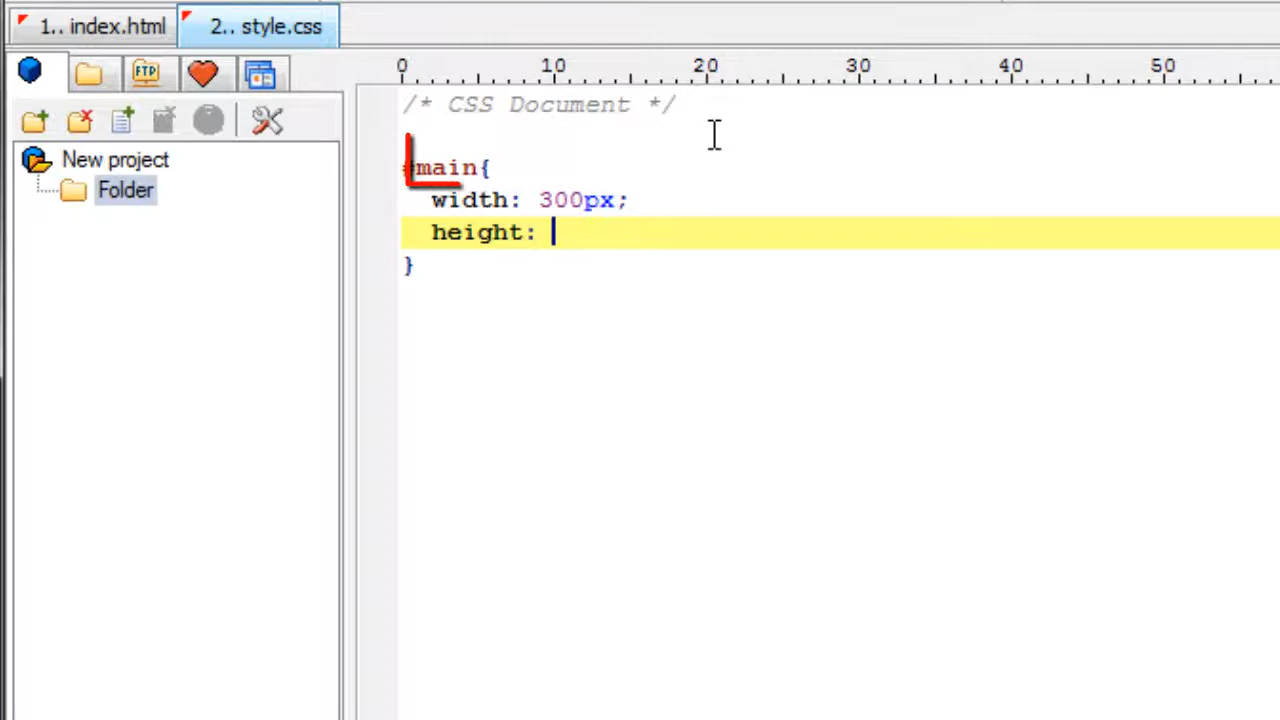 1.. index.html 2.. style.css
FTP
0 10 20 30 40 50
New project
Folder
/* CSS Document */
#main{
width: 300px;
height:
}